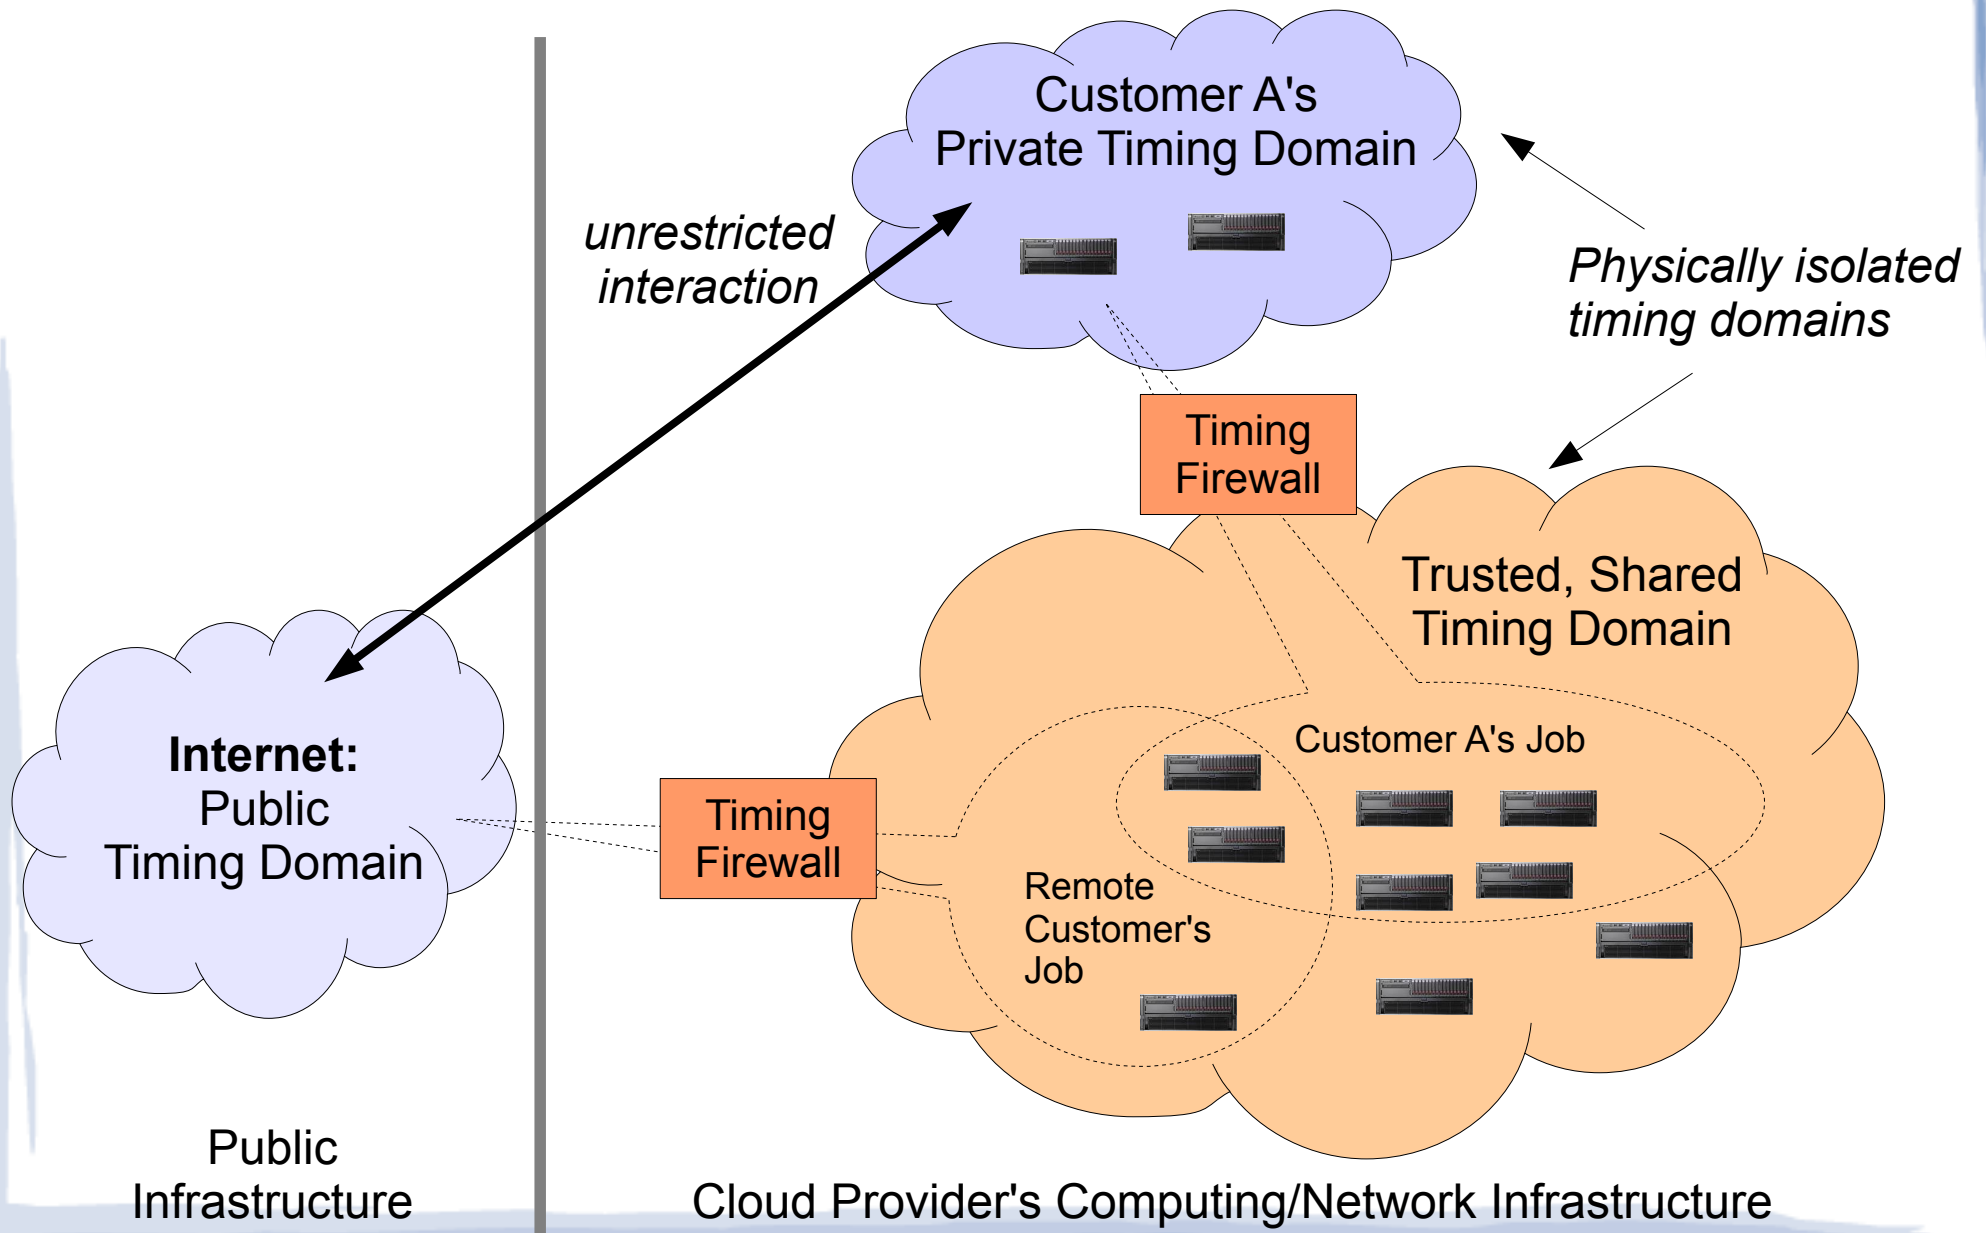 Customer A's
Private Timing Domain
unrestricted
interaction
Physically isolated
timing domains
Timing
Firewall
Trusted, Shared
Timing Domain
Customer A's Job
Internet:
Public
Timing Domain
Timing
Firewall
Remote
Customer's
Job
Public
Infrastructure
Cloud Provider's Computing/Network Infrastructure